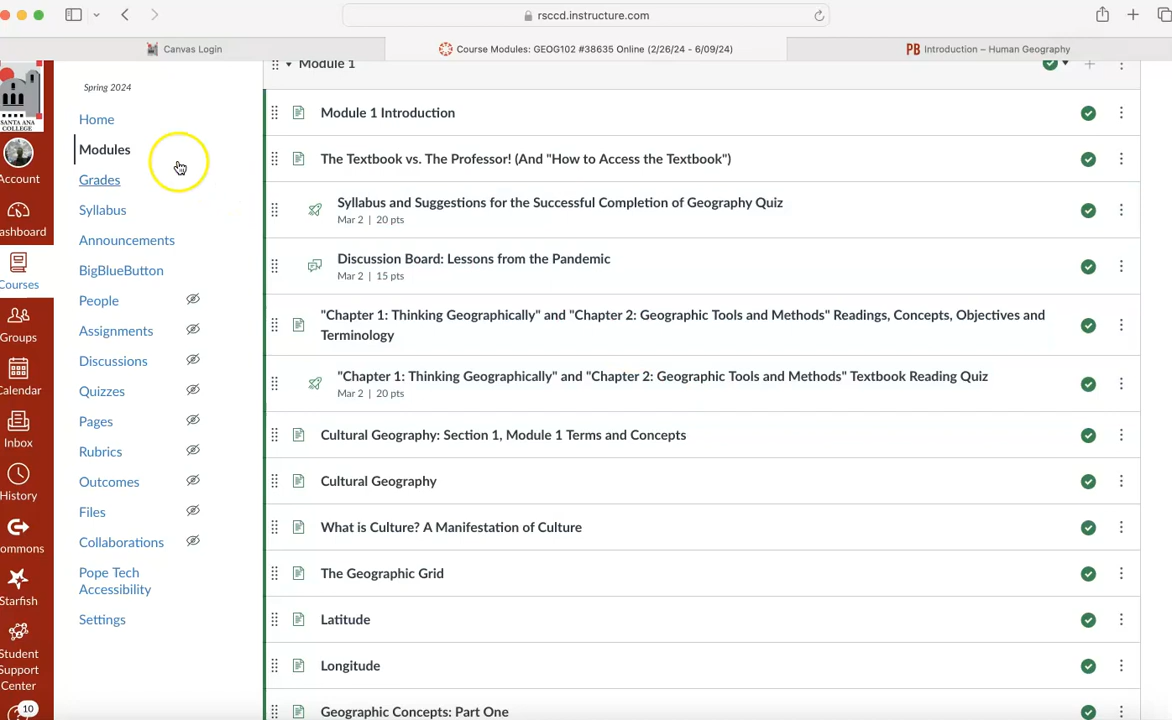 rsccd.instructure.com
Canvas Login
Course Modules: GEOG102 #38635 Online (2/26/24 - 6/09/24)
PB Introduction – Human Geography
SANTA ANA
COLLEGE
Account
ashboard
Courses
Groups
Calendar
Inbox
History
ommons
Starfish
Student
Support
Center
10
Spring 2024
Home
Modules
Grades
Syllabus
Announcements
BigBlueButton
People
Assignments
Discussions
Quizzes
Pages
Rubrics
Outcomes
Files
Collaborations
Pope Tech
Accessibility
Settings
Module 1
Module 1 Introduction
The Textbook vs. The Professor! (And "How to Access the Textbook")
Syllabus and Suggestions for the Successful Completion of Geography Quiz
Mar 2 | 20 pts
Discussion Board: Lessons from the Pandemic
Mar 2 | 15 pts
"Chapter 1: Thinking Geographically" and "Chapter 2: Geographic Tools and Methods" Readings, Concepts, Objectives and
Terminology
"Chapter 1: Thinking Geographically" and "Chapter 2: Geographic Tools and Methods" Textbook Reading Quiz
Mar 2 | 20 pts
Cultural Geography: Section 1, Module 1 Terms and Concepts
Cultural Geography
What is Culture? A Manifestation of Culture
The Geographic Grid
Latitude
Longitude
Geographic Concepts: Part One